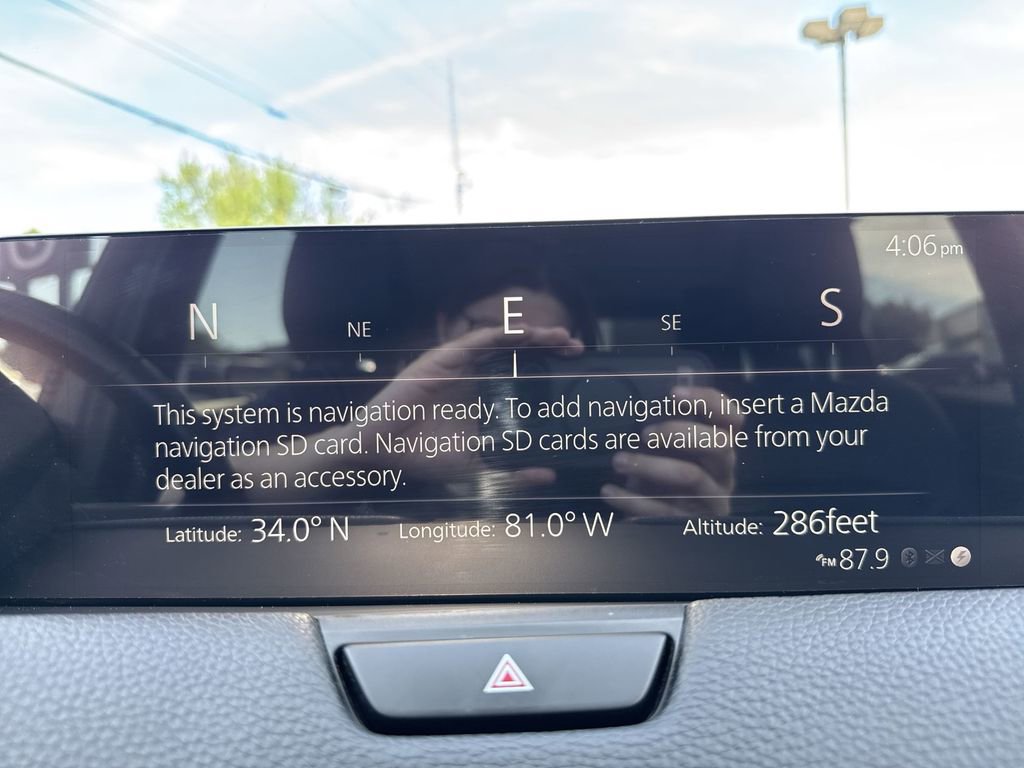 4:06pm
N NE E SE S
This system is navigation ready. To add navigation, insert a Mazda
navigation SD card. Navigation SD cards are available from your
dealer as an accessory.
Latitude: 34.0° N Longitude: 81.0° W Altitude: 286feet
FM 87.9